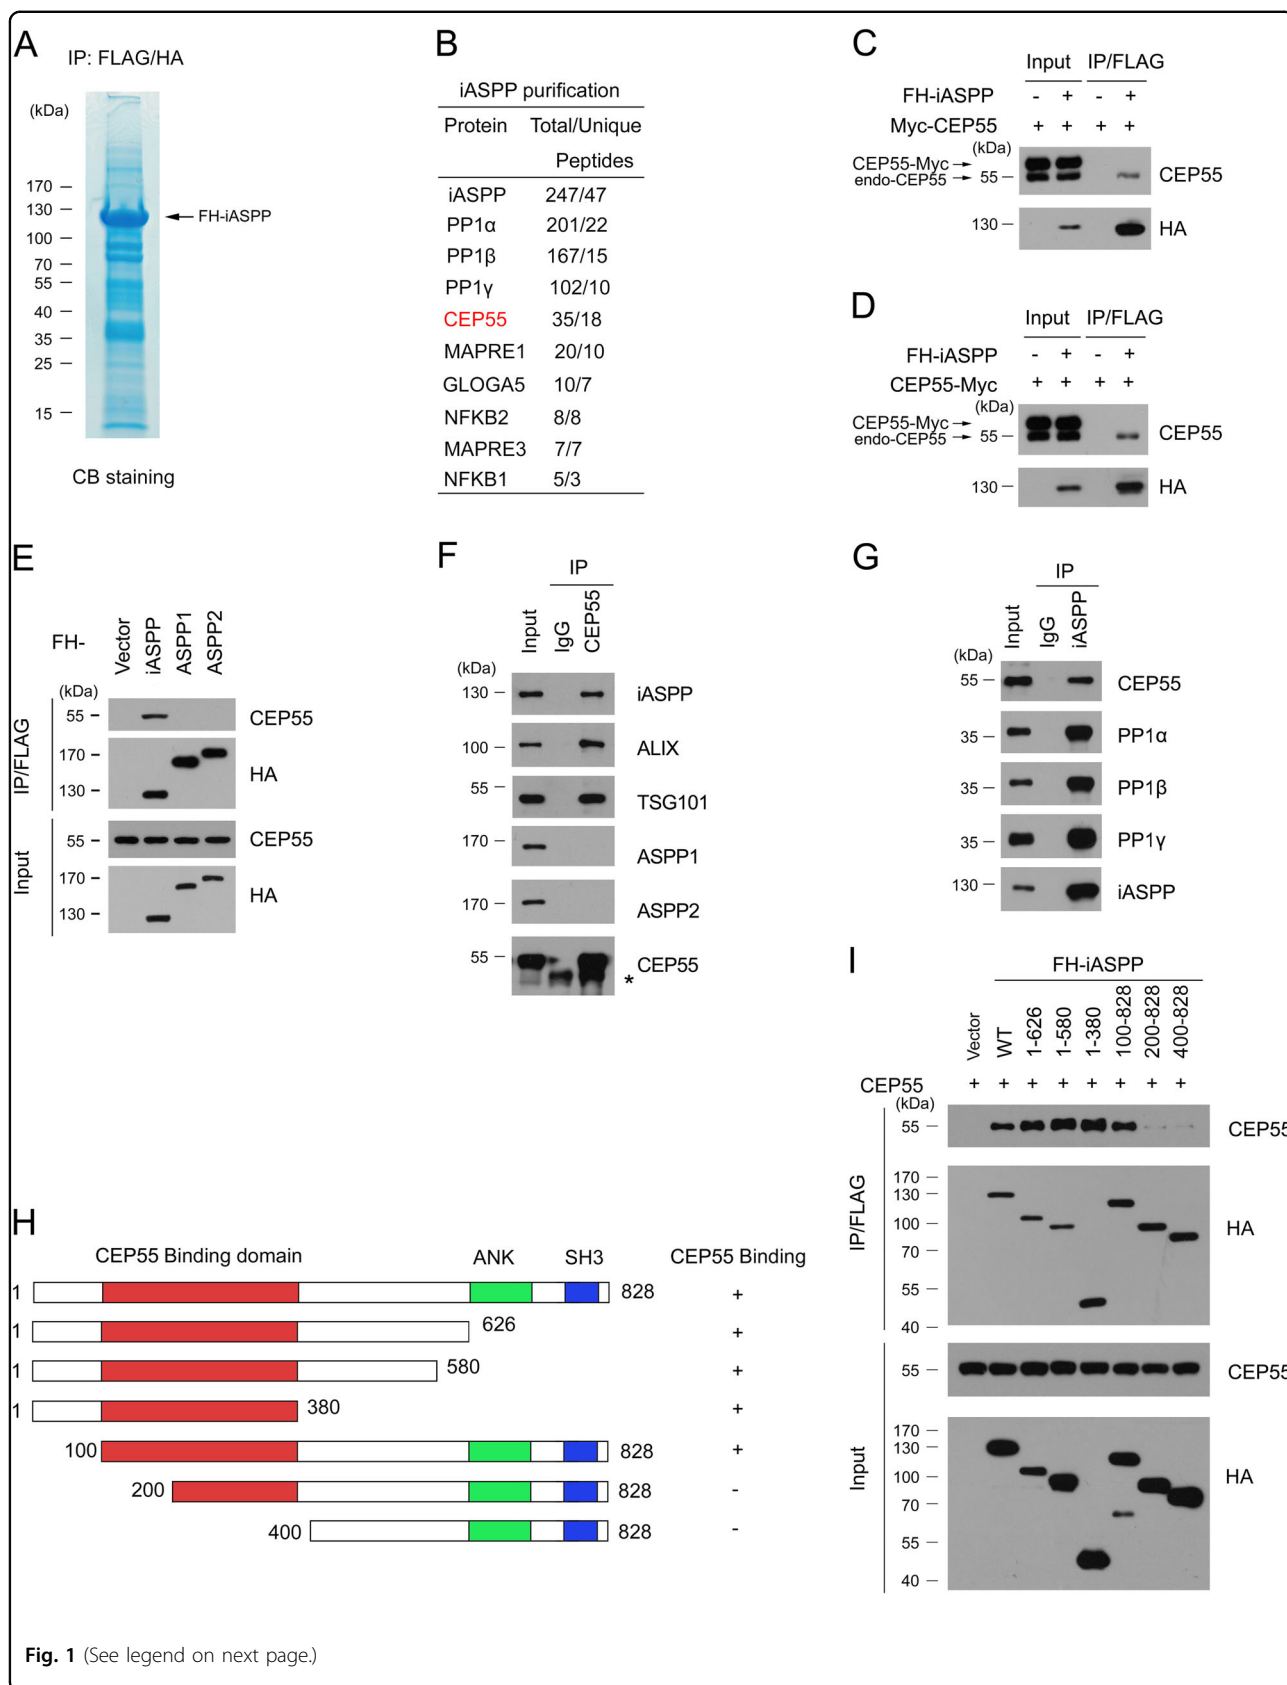 A
IP: FLAG/HA
(kDa)
170
130
100
70
55
40
35
25
15
FH-iASPP
CB staining
B
iASPP purification
Protein Total/Unique
Peptides
iASPP 247/47
PP1α 201/22
PP1β 167/15
PP1γ 102/10
CEP55 35/18
MAPRE1 20/10
GLOGA5 10/7
NFKB2 8/8
MAPRE3 7/7
NFKB1 5/3
C
Input IP/FLAG
FH-iASPP - + - +
Myc-CEP55 + + + +
(kDa)
CEP55-Myc
endo-CEP55 55 CEP55
130 HA
D
Input IP/FLAG
FH-iASPP - + - +
CEP55-Myc + + + +
(kDa)
CEP55-Myc
endo-CEP55 55 CEP55
130 HA
E
FH- Vector iASPP ASPP1 ASPP2
(kDa)
IP/FLAG
55 CEP55
170 HA
130
Input
55 CEP55
170 HA
130
F
IP
Input IgG CEP55
(kDa)
130 iASPP
100 ALIX
55 TSG101
170 ASPP1
170 ASPP2
55 CEP55
*
G
IP
Input IgG iASPP
(kDa)
55 CEP55
35 PP1α
35 PP1β
35 PP1γ
130 iASPP
H
CEP55 Binding domain ANK SH3 CEP55 Binding
1 828 +
1 626 +
1 580 +
1 380 +
100 828 +
200 828 -
400 828 -
I
FH-iASPP
Vector WT 1-626 1-580 1-380 100-828 200-828 400-828
CEP55 + + + + + + + +
(kDa)
IP/FLAG
55 CEP55
170
130
100 HA
70
55
40
Input
55 CEP55
170
130
100 HA
70
55
40
Fig. 1 (See legend on next page.)